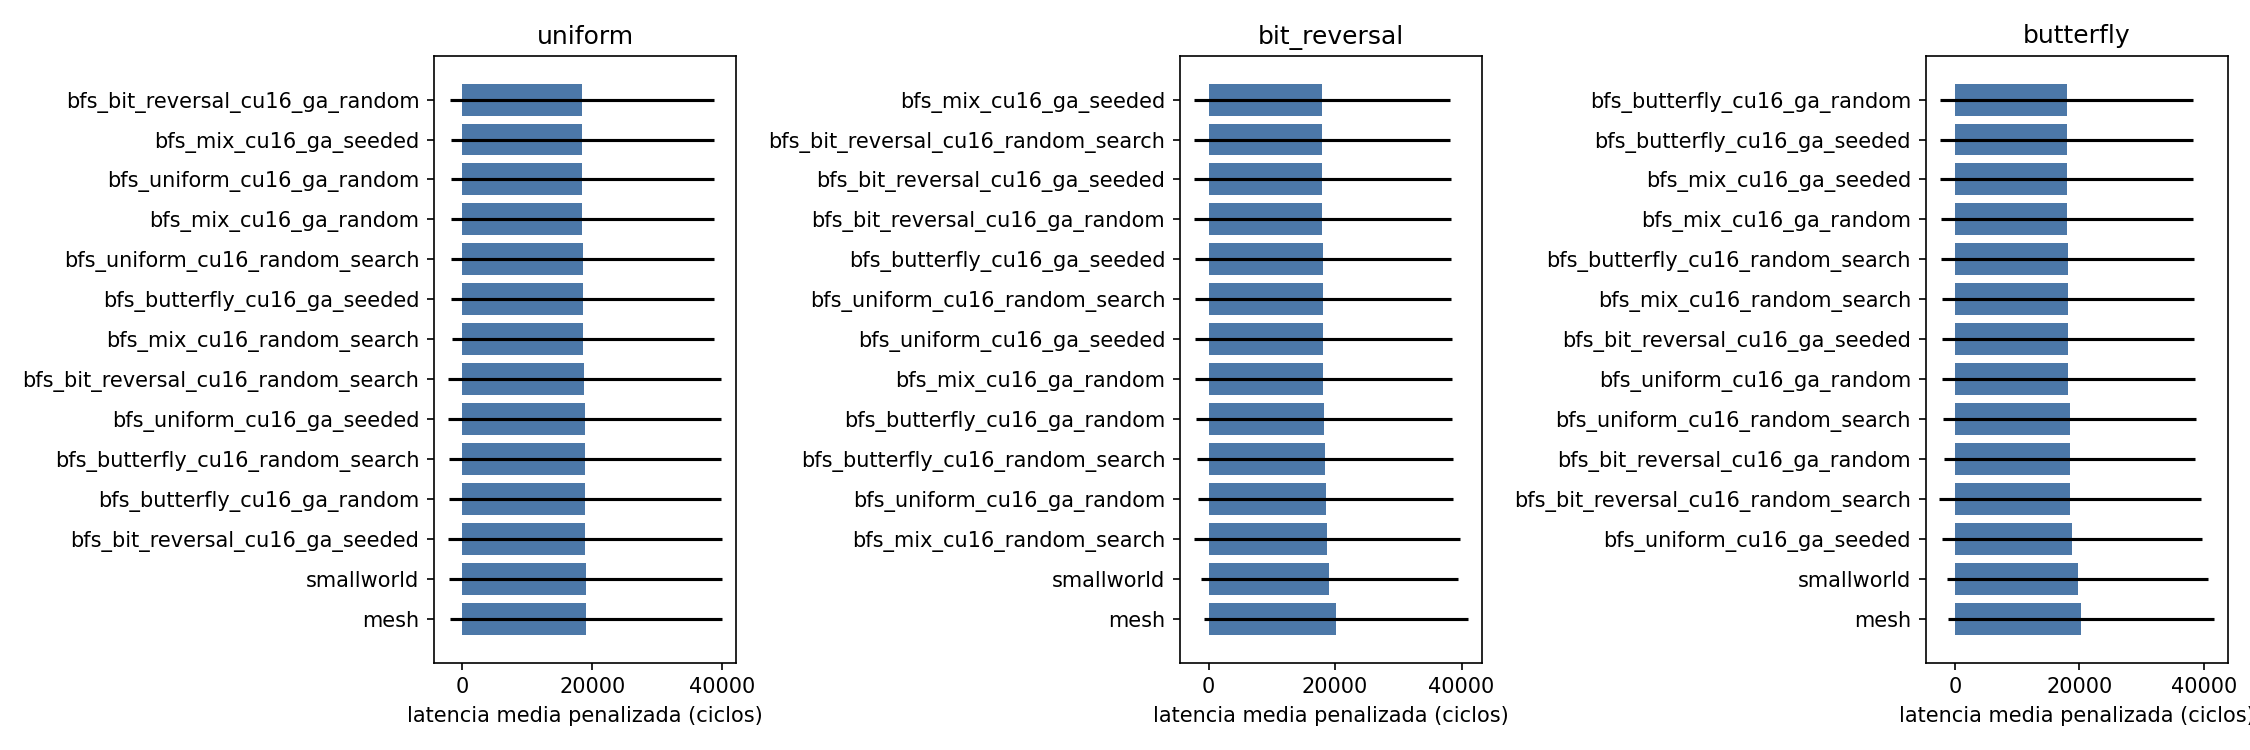 uniform
bfs_bit_reversal_cu16_ga_random
bfs_mix_cu16_ga_seeded
bfs_uniform_cu16_ga_random
bfs_mix_cu16_ga_random
bfs_uniform_cu16_random_search
bfs_butterfly_cu16_ga_seeded
bfs_mix_cu16_random_search
bfs_bit_reversal_cu16_random_search
bfs_uniform_cu16_ga_seeded
bfs_butterfly_cu16_random_search
bfs_butterfly_cu16_ga_random
bfs_bit_reversal_cu16_ga_seeded
smallworld
mesh
0 20000 40000
latencia media penalizada (ciclos)
bit_reversal
bfs_mix_cu16_ga_seeded
bfs_bit_reversal_cu16_random_search
bfs_bit_reversal_cu16_ga_seeded
bfs_bit_reversal_cu16_ga_random
bfs_butterfly_cu16_ga_seeded
bfs_uniform_cu16_random_search
bfs_uniform_cu16_ga_seeded
bfs_mix_cu16_ga_random
bfs_butterfly_cu16_ga_random
bfs_butterfly_cu16_random_search
bfs_uniform_cu16_ga_random
bfs_mix_cu16_random_search
smallworld
mesh
0 20000 40000
latencia media penalizada (ciclos)
butterfly
bfs_butterfly_cu16_ga_random
bfs_butterfly_cu16_ga_seeded
bfs_mix_cu16_ga_seeded
bfs_mix_cu16_ga_random
bfs_butterfly_cu16_random_search
bfs_mix_cu16_random_search
bfs_bit_reversal_cu16_ga_seeded
bfs_uniform_cu16_ga_random
bfs_uniform_cu16_random_search
bfs_bit_reversal_cu16_ga_random
bfs_bit_reversal_cu16_random_search
bfs_uniform_cu16_ga_seeded
smallworld
mesh
0 20000 40000
latencia media penalizada (ciclos)